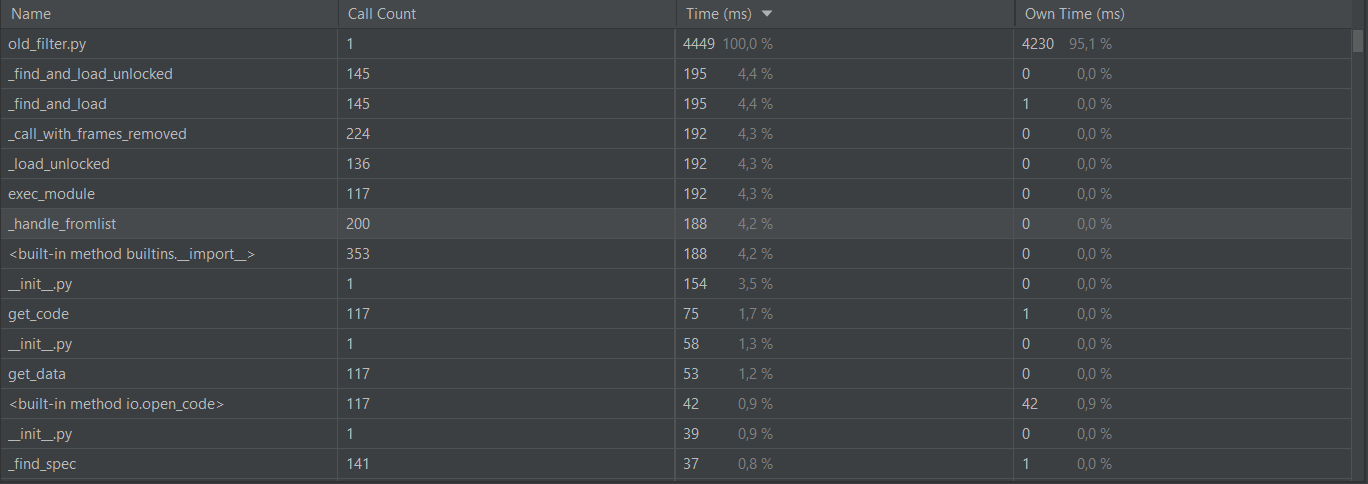 Name Call Count Time (ms) Own Time (ms)
old_filter.py 1 4449 100,0 % 4230 95,1 %
_find_and_load_unlocked 145 195 4,4 % 0 0,0 %
_find_and_load 145 195 4,4 % 1 0,0 %
_call_with_frames_removed 224 192 4,3 % 0 0,0 %
_load_unlocked 136 192 4,3 % 0 0,0 %
exec_module 117 192 4,3 % 0 0,0 %
_handle_fromlist 200 188 4,2 % 0 0,0 %
<built-in method builtins.__import__> 353 188 4,2 % 0 0,0 %
__init__.py 1 154 3,5 % 0 0,0 %
get_code 117 75 1,7 % 1 0,0 %
__init__.py 1 58 1,3 % 0 0,0 %
get_data 117 53 1,2 % 0 0,0 %
<built-in method io.open_code> 117 42 0,9 % 42 0,9 %
__init__.py 1 39 0,9 % 0 0,0 %
_find_spec 141 37 0,8 % 1 0,0 %